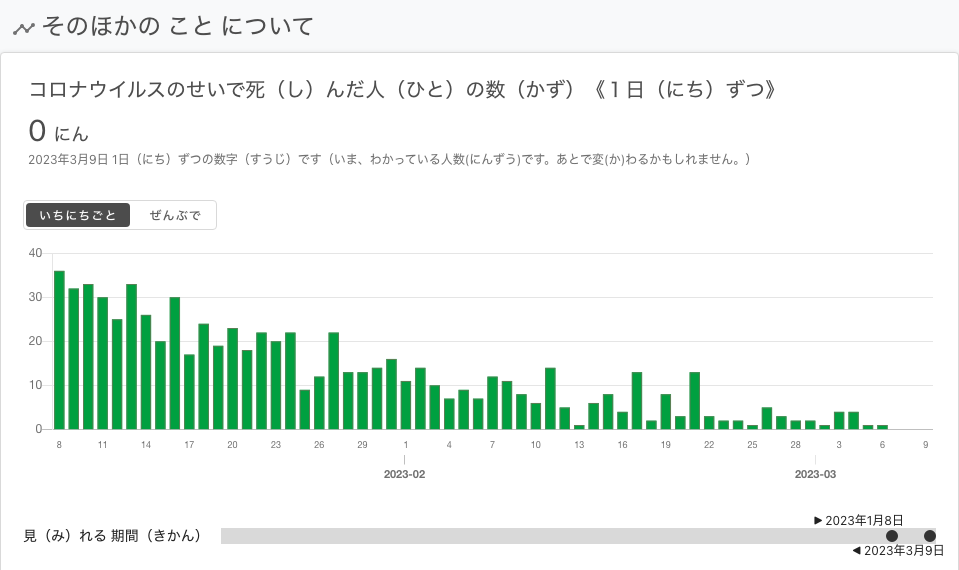 そのほかの こと について
コロナウイルスのせいで死（し）んだ人（ひと）の数（かず）《１日（にち）ずつ》
0 にん
2023年3月9日 1日（にち）ずつの数字（すうじ）です（いま、わかっている人数(にんずう)です。あとで変(か)わるかもしれません。）
いちにちごと ぜんぶで
40
30
20
10
0
8 11 14 17 20 23 26 29 1 4 7 10 13 16 19 22 25 28 3 6 9
2023-02 2023-03
▶ 2023年1月8日
見（み）れる 期間（きかん）
◀ 2023年3月9日